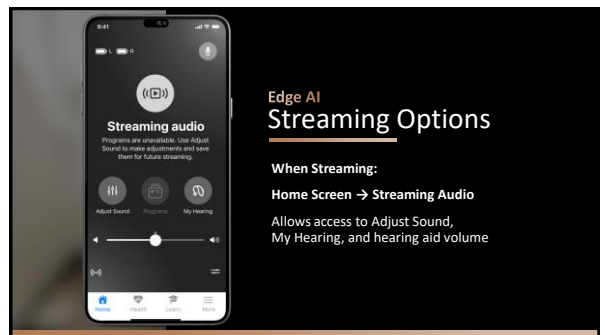 9:41
L R
Streaming audio
Programs are unavailable. Use Adjust
Sound to make adjustments and save
them for future streaming.
Adjust Sound Programs My Hearing
Home Health Learn More
Edge AI
Streaming Options
When Streaming:
Home Screen → Streaming Audio
Allows access to Adjust Sound,
My Hearing, and hearing aid volume